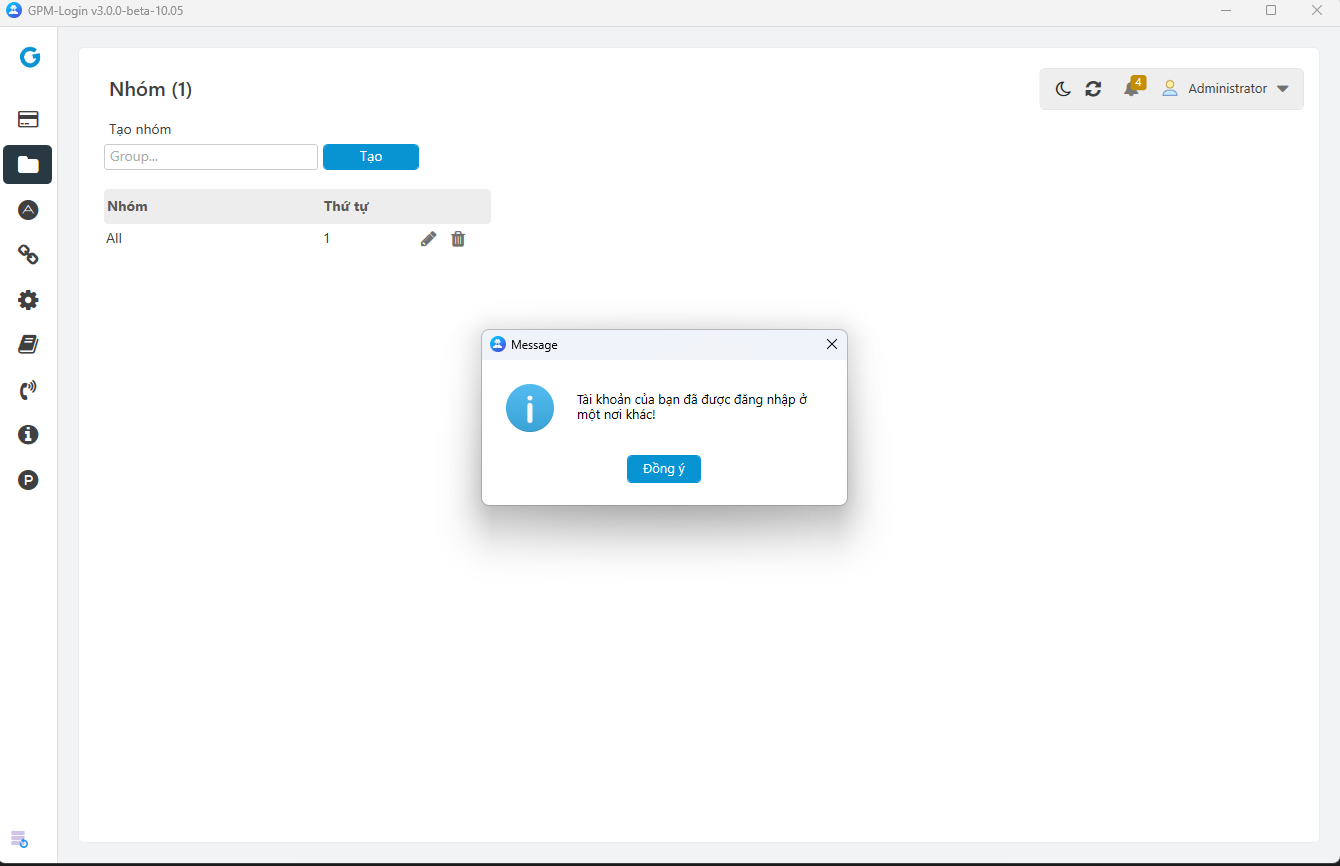 GPM-Login v3.0.0-beta-10.05
Nhóm (1)
4
Administrator
Tạo nhóm
Group...
Tạo
Nhóm Thứ tự
All 1
Message
Tài khoản của bạn đã được đăng nhập ở
một nơi khác!
Đồng ý